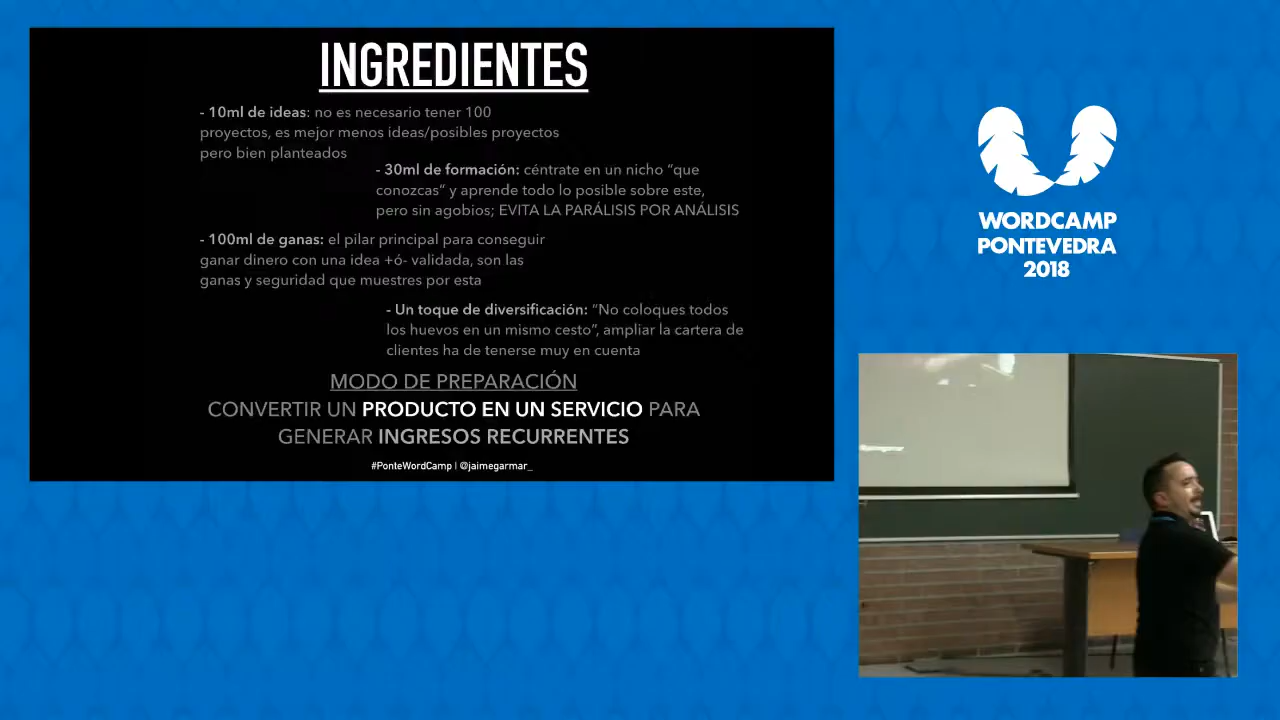 INGREDIENTES
- 10ml de ideas: no es necesario tener 100
proyectos, es mejor menos ideas/posibles proyectos
pero bien planteados
- 30ml de formación: céntrate en un nicho “que
conozcas” y aprende todo lo posible sobre este,
pero sin agobios; EVITA LA PARÁLISIS POR ANÁLISIS
- 100ml de ganas: el pilar principal para conseguir
ganar dinero con una idea +ó- validada, son las
ganas y seguridad que muestres por esta
- Un toque de diversificación: “No coloques todos
los huevos en un mismo cesto”, ampliar la cartera de
clientes ha de tenerse muy en cuenta
MODO DE PREPARACIÓN
CONVERTIR UN PRODUCTO EN UN SERVICIO PARA
GENERAR INGRESOS RECURRENTES
#PonteWordCamp | @jaimegarmar_
WORDCAMP
PONTEVEDRA
2018